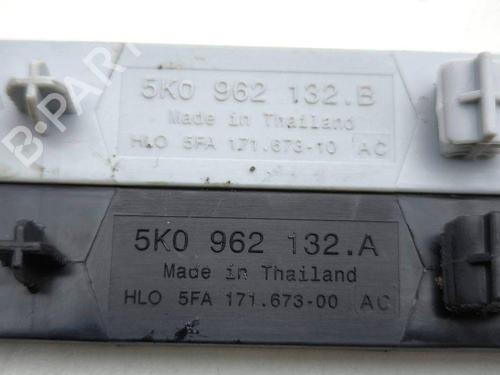 5K0 962 132.B
Made in Thailand
HLO 5FA 171.673-10 AC
B-PARTS
5K0 962 132.A
Made in Thailand
HLO 5FA 171.673-00 AC